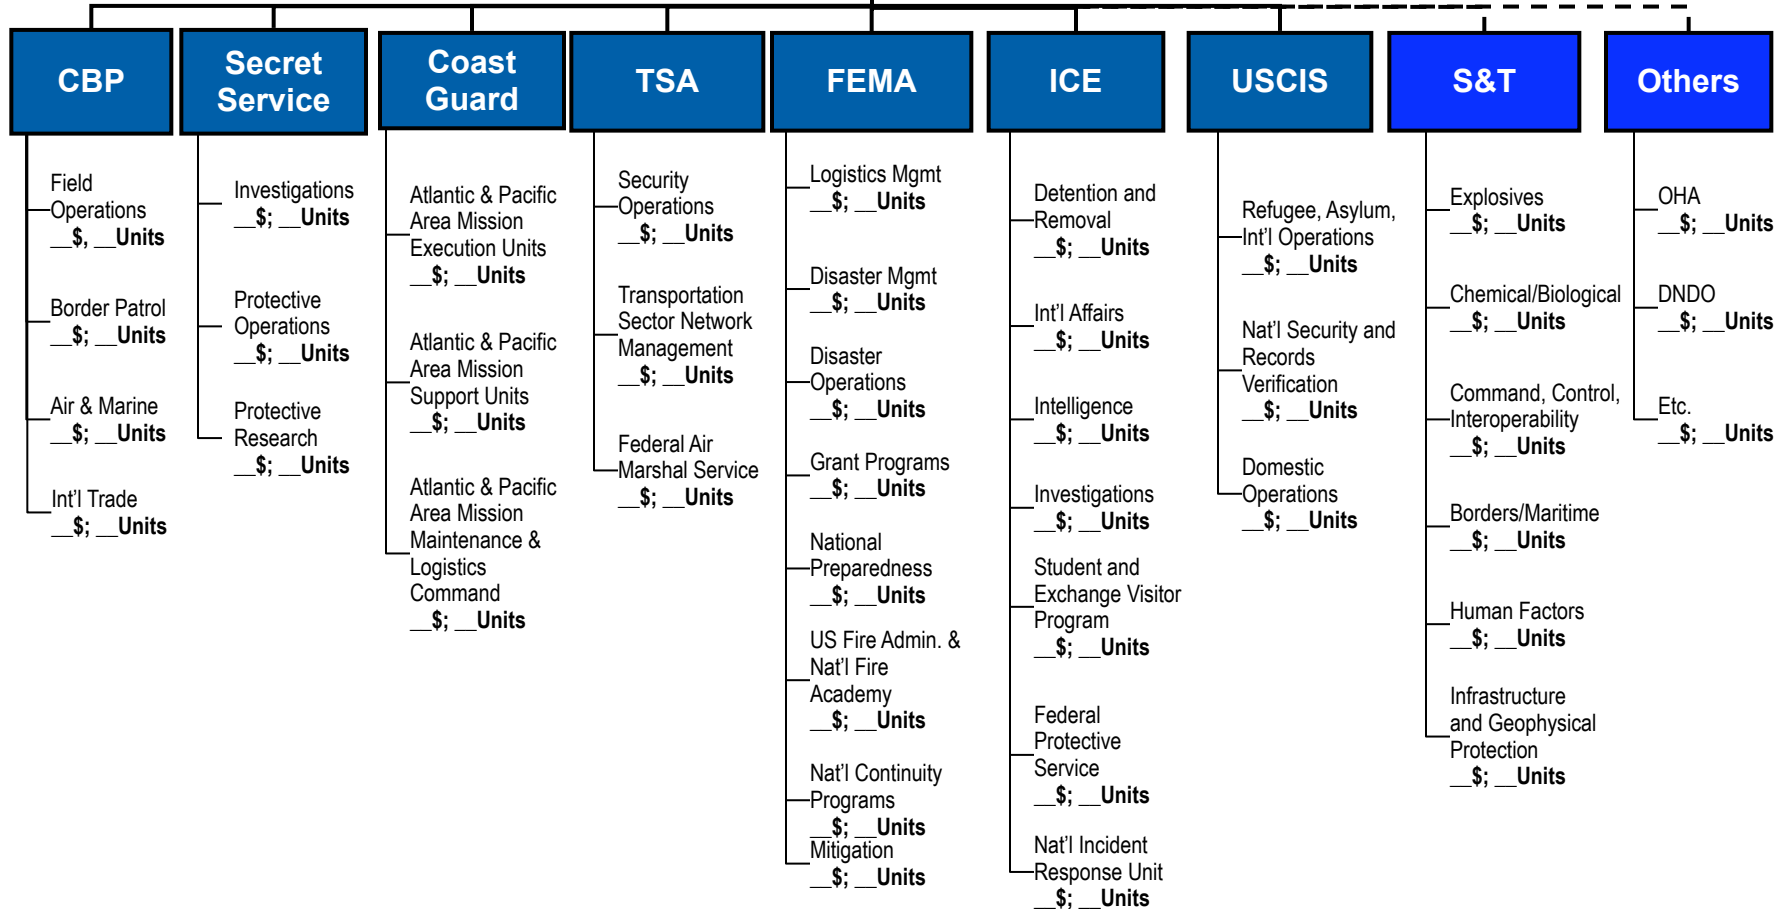 CBP
Secret
Service
Coast
Guard
TSA
FEMA
ICE
USCIS
S&T
Others
Field
Operations
__$, __Units
Border Patrol
__$; __Units
Air & Marine
__$; __Units
Int'l Trade
__$; __Units
Investigations
__$; __Units
Protective
Operations
__$; __Units
Protective
Research
__$; __Units
Atlantic & Pacific
Area Mission
Execution Units
__$; __Units
Atlantic & Pacific
Area Mission
Support Units
__$; __Units
Atlantic & Pacific
Area Mission
Maintenance &
Logistics
Command
__$; __Units
Security
Operations
__$; __Units
Transportation
Sector Network
Management
__$; __Units
Federal Air
Marshal Service
__$; __Units
Logistics Mgmt
__$; __Units
Disaster Mgmt
__$; __Units
Disaster
Operations
__$; __Units
Grant Programs
__$; __Units
National
Preparedness
__$; __Units
US Fire Admin. &
Nat'l Fire
Academy
__$; __Units
Nat'l Continuity
Programs
__$; __Units
Mitigation
__$; __Units
Detention and
Removal
__$; __Units
Int'l Affairs
__$; __Units
Intelligence
__$; __Units
Investigations
__$; __Units
Student and
Exchange Visitor
Program
__$; __Units
Federal
Protective
Service
__$; __Units
Nat'l Incident
Response Unit
__$; __Units
Refugee, Asylum,
Int'l Operations
__$; __Units
Nat'l Security and
Records
Verification
__$; __Units
Domestic
Operations
__$; __Units
Explosives
__$; __Units
Chemical/Biological
__$; __Units
Command, Control,
Interoperability
__$; __Units
Borders/Maritime
__$; __Units
Human Factors
__$; __Units
Infrastructure
and Geophysical
Protection
__$; __Units
OHA
__$; __Units
DNDO
__$; __Units
Etc.
__$; __Units